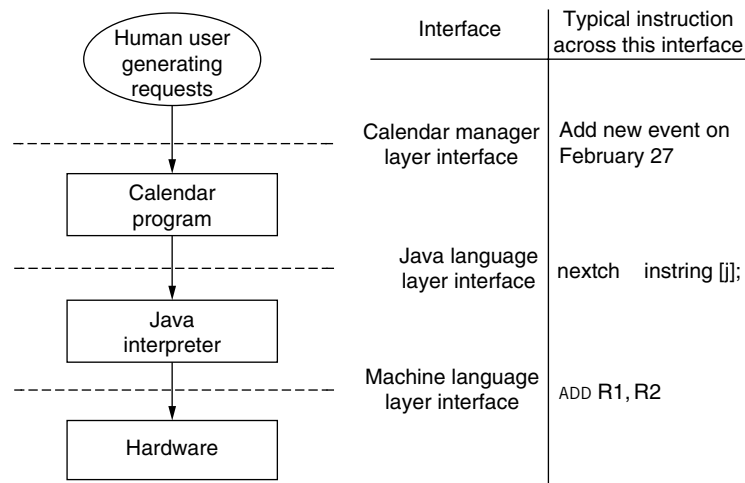 Human user
generating
requests
Interface
Typical instruction
across this interface
Calendar manager
layer interface
Add new event on
February 27
Calendar
program
Java language
layer interface
nextch instring [j];
Java
interpreter
Machine language
layer interface
ADD R1, R2
Hardware